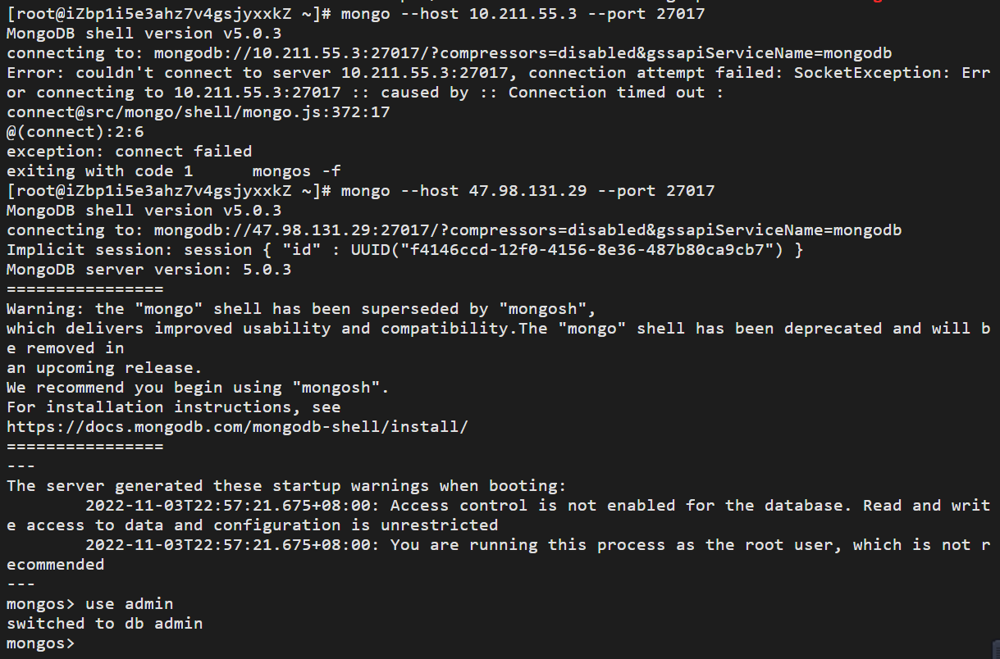 [root@iZbp1i5e3ahz7v4gsjyxxkZ ~]# mongo --host 10.211.55.3 --port 27017
MongoDB shell version v5.0.3
connecting to: mongodb://10.211.55.3:27017/?compressors=disabled&gssapiServiceName=mongodb
Error: couldn't connect to server 10.211.55.3:27017, connection attempt failed: SocketException: Err
or connecting to 10.211.55.3:27017 :: caused by :: Connection timed out :
connect@src/mongo/shell/mongo.js:372:17
@(connect):2:6
exception: connect failed
exiting with code 1      mongos -f
[root@iZbp1i5e3ahz7v4gsjyxxkZ ~]# mongo --host 47.98.131.29 --port 27017
MongoDB shell version v5.0.3
connecting to: mongodb://47.98.131.29:27017/?compressors=disabled&gssapiServiceName=mongodb
Implicit session: session { "id" : UUID("f4146ccd-12f0-4156-8e36-487b80ca9cb7") }
MongoDB server version: 5.0.3
================
Warning: the "mongo" shell has been superseded by "mongosh",
which delivers improved usability and compatibility.The "mongo" shell has been deprecated and will b
e removed in
an upcoming release.
We recommend you begin using "mongosh".
For installation instructions, see
https://docs.mongodb.com/mongodb-shell/install/
================
---
The server generated these startup warnings when booting:
        2022-11-03T22:57:21.675+08:00: Access control is not enabled for the database. Read and writ
e access to data and configuration is unrestricted
        2022-11-03T22:57:21.675+08:00: You are running this process as the root user, which is not r
ecommended
---
mongos> use admin
switched to db admin
mongos>